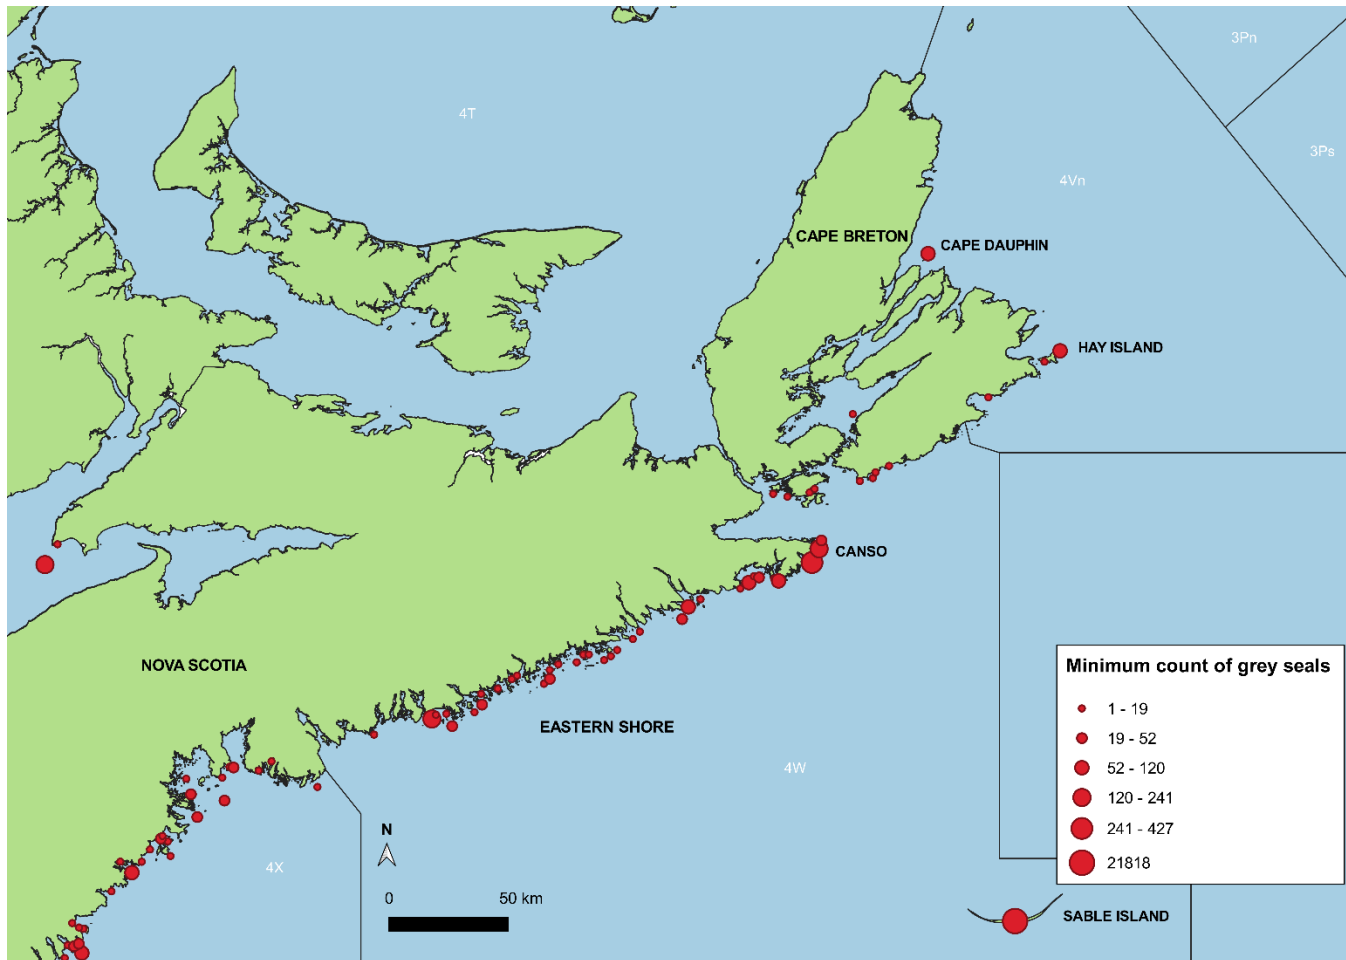 3Pn
4T
3Ps
4Vn
CAPE BRETON
CAPE DAUPHIN
HAY ISLAND
CANSO
NOVA SCOTIA
EASTERN SHORE
4W
4X
N
0 50 km
Minimum count of grey seals
1 - 19
19 - 52
52 - 120
120 - 241
241 - 427
21818
SABLE ISLAND